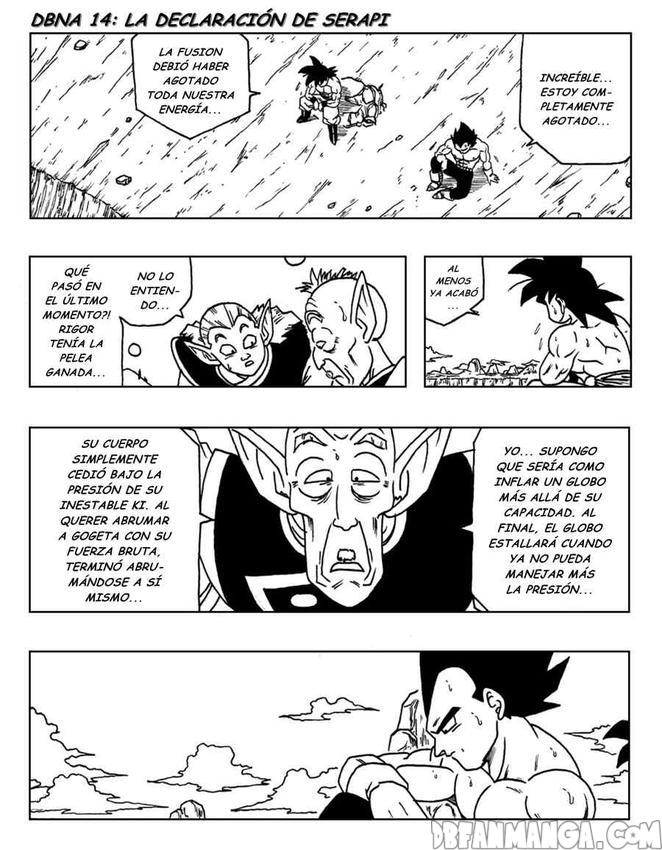 DBNA 14: LA DECLARACIÓN DE SERAPI
LA FUSION
DEBIÓ HABER
AGOTADO
TODA NUESTRA
ENERGÍA...
INCREÍBLE...
ESTOY COM-
PLETAMENTE
AGOTADO...
QUÉ
PASÓ EN
EL ÚLTIMO
MOMENTO?!
RIGOR
TENÍA LA
PELEA
GANADA...
NO LO
ENTIEN-
DO...
AL
MENOS
YA ACABÓ
...
SU CUERPO
SIMPLEMENTE
CEDIÓ BAJO LA
PRESIÓN DE SU
INESTABLE KI. AL
QUERER ABRUMAR
A GOGETA CON SU
FUERZA BRUTA,
TERMINÓ ABRU-
MÁNDOSE A SÍ
MISMO...
YO... SUPONGO
QUE SERÍA COMO
INFLAR UN GLOBO
MÁS ALLÁ DE SU
CAPACIDAD. AL
FINAL, EL GLOBO
ESTALLARÁ CUANDO
YA NO PUEDA
MANEJAR MÁS
LA PRESIÓN...
DBFANMANGA.COM